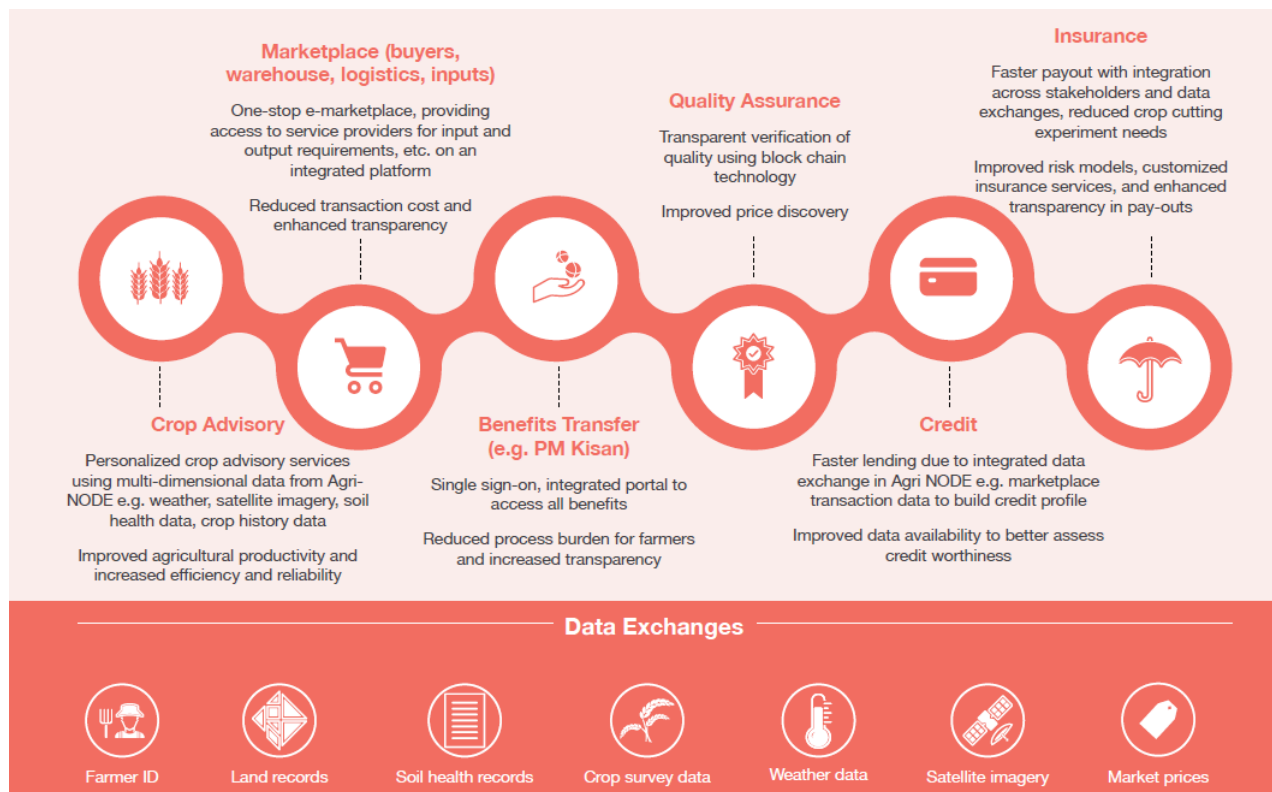 Marketplace (buyers,
warehouse, logistics, inputs)
One-stop e-marketplace, providing
access to service providers for input and
output requirements, etc. on an
integrated platform
Reduced transaction cost and
enhanced transparency
Quality Assurance
Transparent verification of
quality using block chain
technology
Improved price discovery
Insurance
Faster payout with integration
across stakeholders and data
exchanges, reduced crop cutting
experiment needs
Improved risk models, customized
insurance services, and enhanced
transparency in pay-outs
Crop Advisory
Personalized crop advisory services
using multi-dimensional data from Agri-
NODE e.g. weather, satellite imagery, soil
health data, crop history data
Improved agricultural productivity and
increased efficiency and reliability
Benefits Transfer
(e.g. PM Kisan)
Single sign-on, integrated portal to
access all benefits
Reduced process burden for farmers
and increased transparency
Credit
Faster lending due to integrated data
exchange in Agri NODE e.g. marketplace
transaction data to build credit profile
Improved data availability to better assess
credit worthiness
Data Exchanges
Farmer ID
Land records
Soil health records
Crop survey data
Weather data
Satellite imagery
Market prices